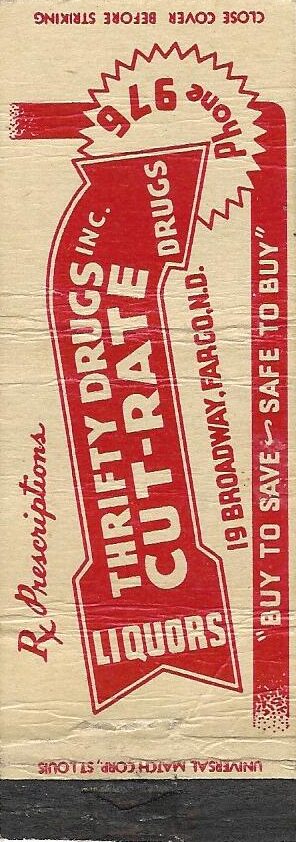 CLOSE COVER BEFORE STRIKING
Phone 976
Rx Prescriptions
THRIFTY DRUGS INC.
CUT-RATE
DRUGS
LIQUORS
19 BROADWAY, FARGO, N.D.
"BUY TO SAVE ~ SAFE TO BUY"
UNIVERSAL MATCH CORP., ST. LOUIS